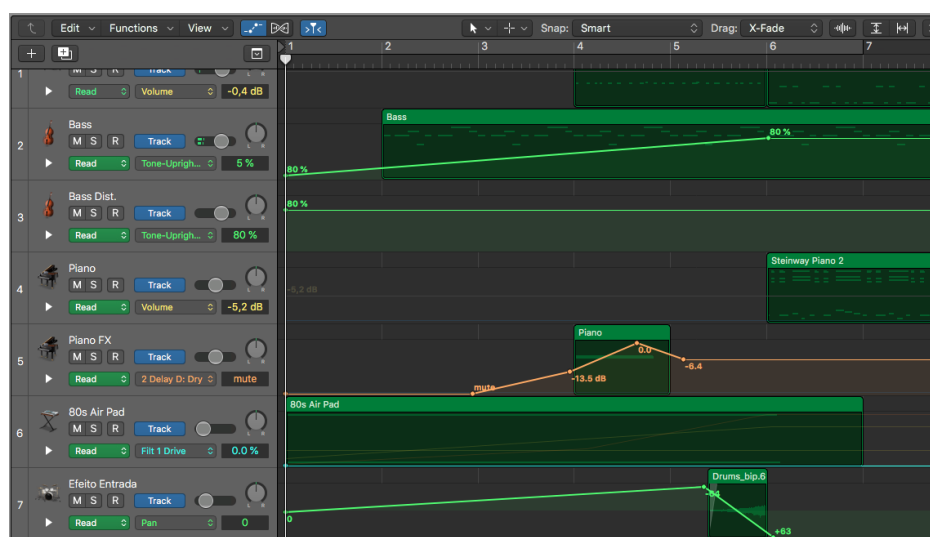 Edit Functions View Snap: Smart Drag: X-Fade
1 2 3 4 5 6 7
1 M S R Track
Read Volume -0,4 dB
Bass
2 M S R Track
Read Tone-Uprigh... 5 %
Bass
80 %
80 %
Bass Dist.
3 M S R Track
Read Tone-Uprigh... 80 %
80 %
Piano
4 M S R Track
Read Volume -5,2 dB
-5,2 dB
Steinway Piano 2
Piano FX
5 M S R Track
Read 2 Delay D: Dry mute
Piano
mute
-13.5 dB
0.0
-6.4
80s Air Pad
6 M S R Track
Read Filt 1 Drive 0.0 %
80s Air Pad
Efeito Entrada
7 M S R Track
Read Pan 0
Drums_bip.6
0
-64
+63